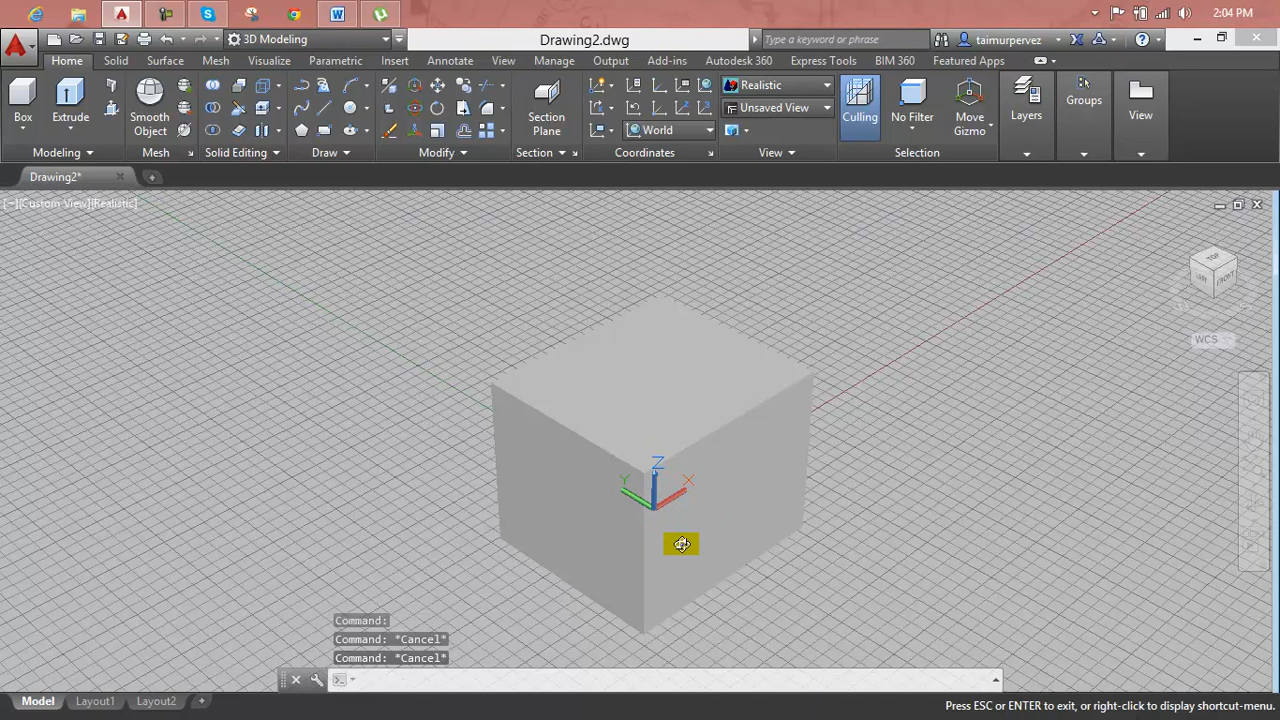 2:04 PM
3D Modeling
Drawing2.dwg
Type a keyword or phrase
taimurpervez
Home Solid Surface Mesh Visualize Parametric Insert Annotate View Manage Output Add-ins Autodesk 360 Express Tools BIM 360 Featured Apps
Realistic
Unsaved View
World
Box
Extrude
Smooth
Object
Section
Plane
Culling
No Filter
Move
Gizmo
Layers
Groups
View
Modeling Mesh Solid Editing Draw Modify Section Coordinates View Selection
Drawing2*
[−][Custom View][Realistic]
TOP
LEFT
FRONT
WCS
Z
Y
X
Command:
Command: *Cancel*
Command: *Cancel*
Model Layout1 Layout2
Press ESC or ENTER to exit, or right-click to display shortcut-menu.